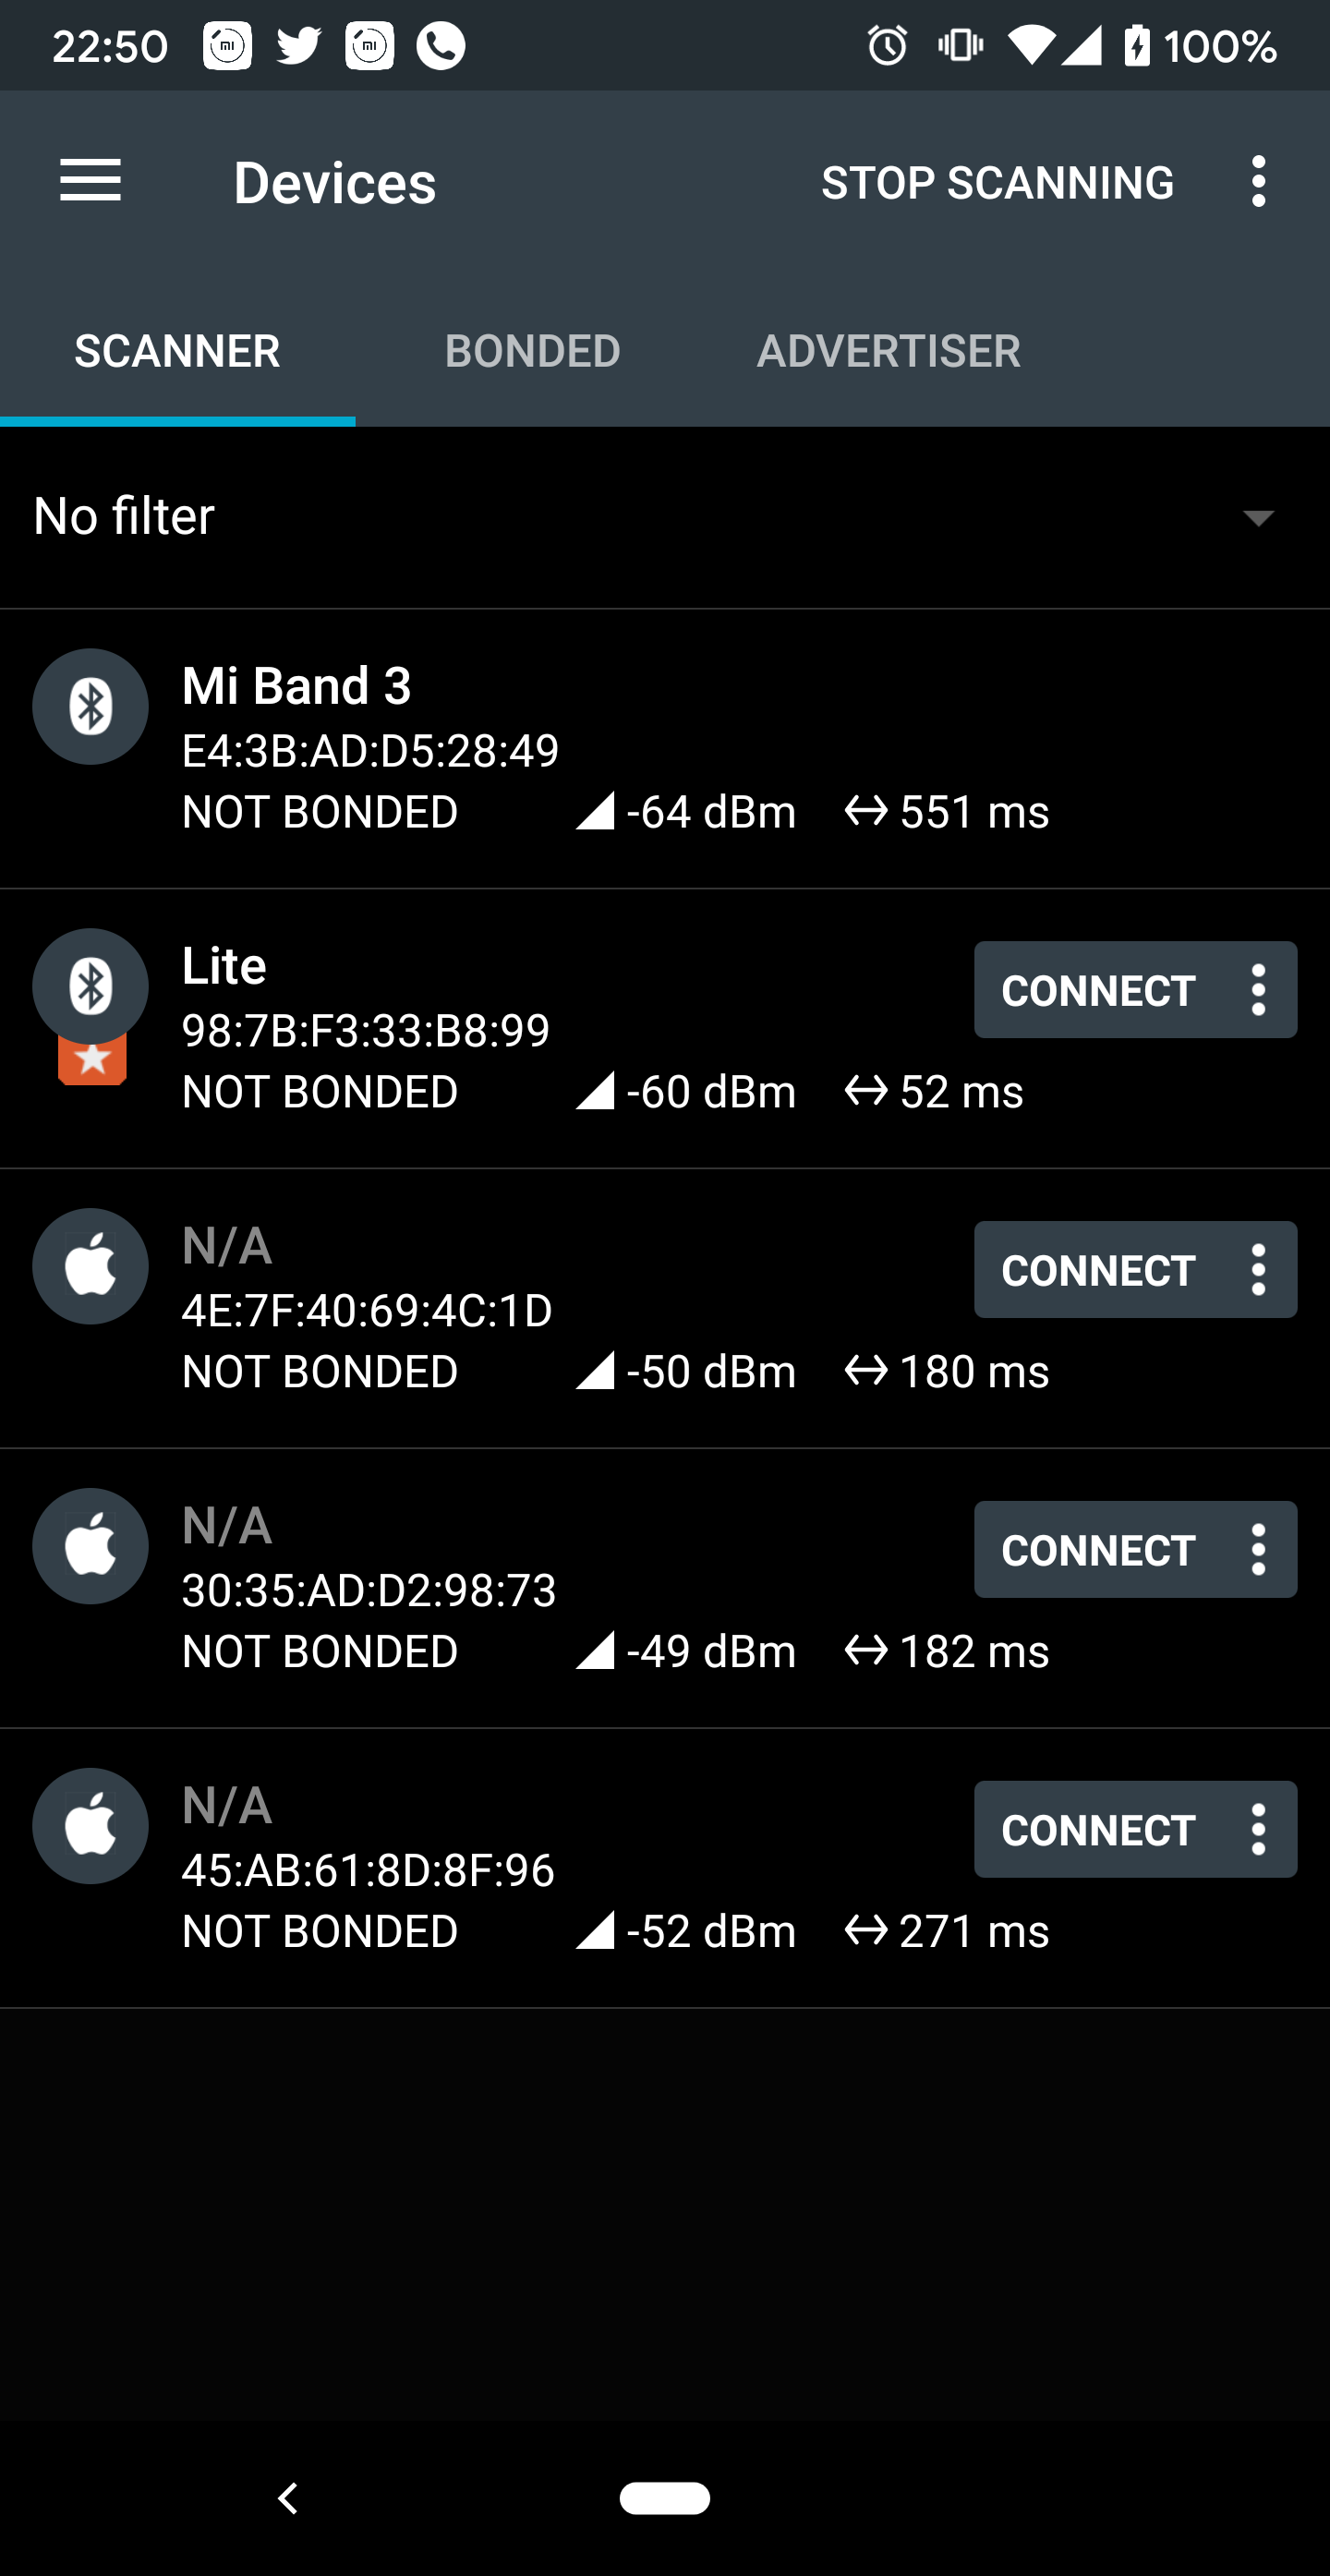 22:50 100%
Devices STOP SCANNING
SCANNER BONDED ADVERTISER
No filter
Mi Band 3
E4:3B:AD:D5:28:49
NOT BONDED -64 dBm 551 ms
Lite
CONNECT
98:7B:F3:33:B8:99
NOT BONDED -60 dBm 52 ms
N/A
CONNECT
4E:7F:40:69:4C:1D
NOT BONDED -50 dBm 180 ms
N/A
CONNECT
30:35:AD:D2:98:73
NOT BONDED -49 dBm 182 ms
N/A
CONNECT
45:AB:61:8D:8F:96
NOT BONDED -52 dBm 271 ms